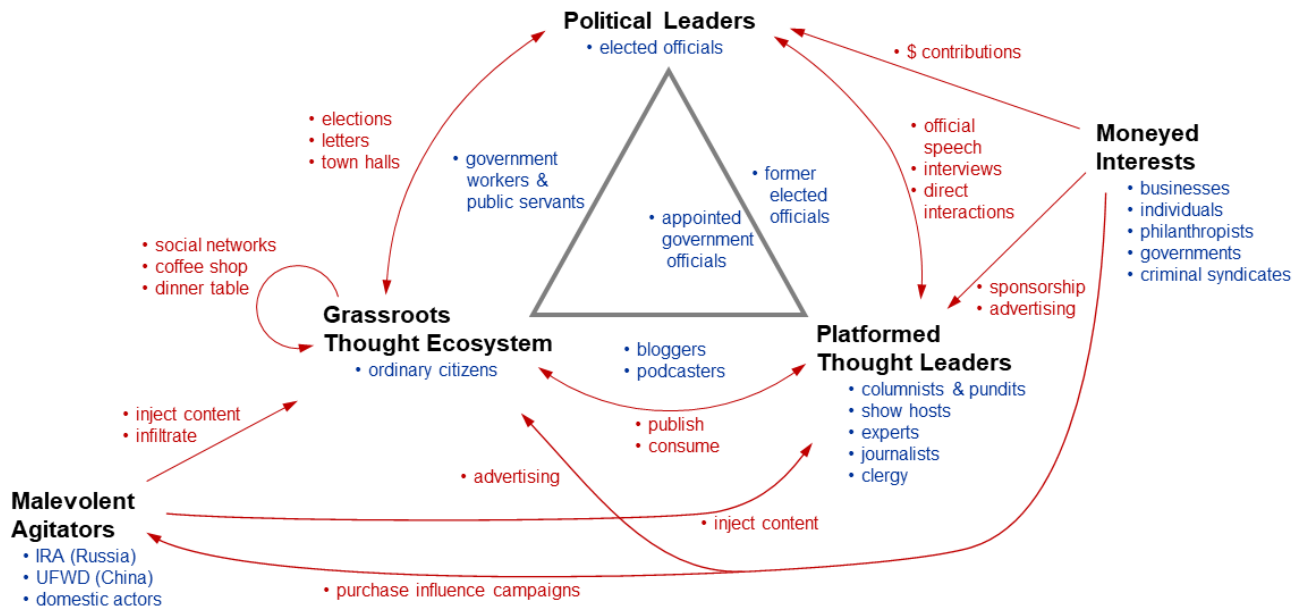 Political Leaders
• elected officials
• $ contributions
• elections
• letters
• town halls
• official
speech
• interviews
• direct
interactions
Moneyed
Interests
• businesses
• individuals
• philanthropists
• governments
• criminal syndicates
• government
workers &
public servants
• former
elected
officials
• appointed
government
officials
• social networks
• coffee shop
• dinner table
• sponsorship
• advertising
Grassroots
Thought Ecosystem
• ordinary citizens
• bloggers
• podcasters
Platformed
Thought Leaders
• columnists & pundits
• show hosts
• experts
• journalists
• clergy
• inject content
• infiltrate
• publish
• consume
• advertising
• inject content
Malevolent
Agitators
• IRA (Russia)
• UFWD (China)
• domestic actors
• purchase influence campaigns